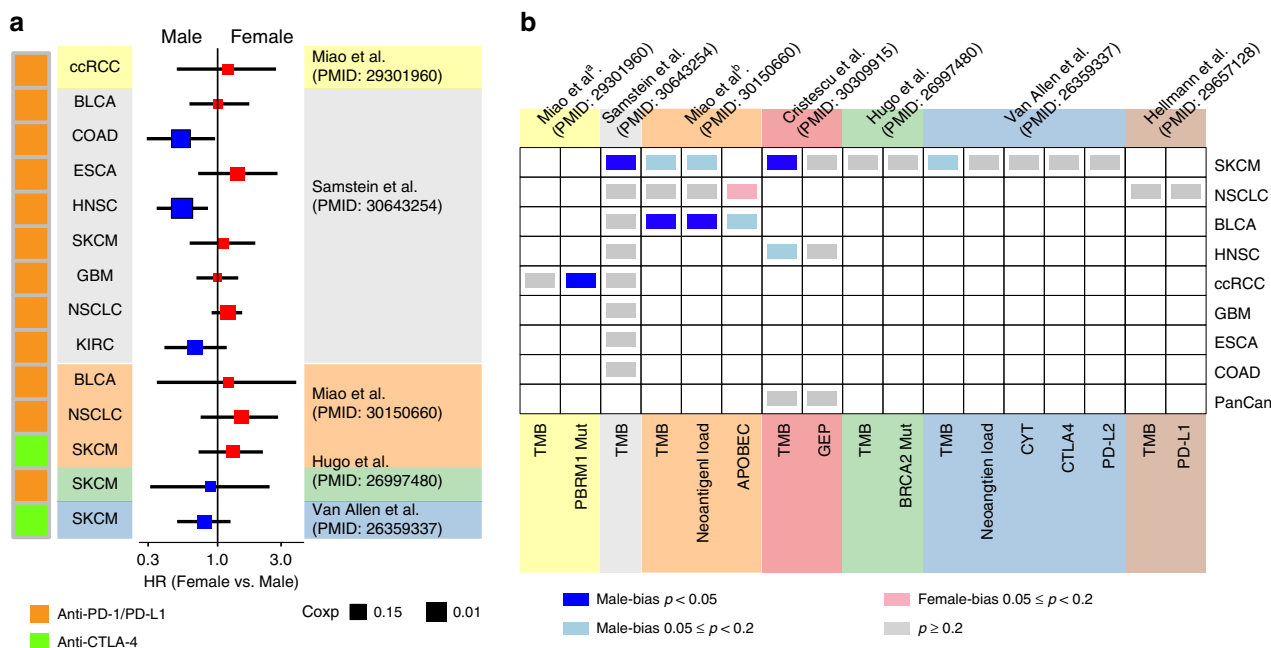 a
Male Female
ccRCC
Miao et al.
(PMID: 29301960)
BLCA
COAD
ESCA
HNSC
SKCM
GBM
NSCLC
KIRC
Samstein et al.
(PMID: 30643254)
BLCA
NSCLC
SKCM
Miao et al.
(PMID: 30150660)
SKCM
Hugo et al.
(PMID: 26997480)
SKCM
Van Allen et al.
(PMID: 26359337)
0.3 1.0 3.0
HR (Female vs. Male)
Anti-PD-1/PD-L1
Anti-CTLA-4
Coxp 0.15 0.01
b
Miao et alᵃ.
(PMID: 29301960)
Samstein et al.
(PMID: 30643254)
Miao et alᵇ.
(PMID: 30150660)
Cristescu et al.
(PMID: 30309915)
Hugo et al.
(PMID: 26997480)
Van Allen et al.
(PMID: 26359337)
Hellmann et al.
(PMID: 29657128)
SKCM
NSCLC
BLCA
HNSC
ccRCC
GBM
ESCA
COAD
PanCan
TMB
PBRM1 Mut
TMB
TMB
Neoantigenl load
APOBEC
TMB
GEP
TMB
BRCA2 Mut
TMB
Neoangtien load
CYT
CTLA4
PD-L2
TMB
PD-L1
Male-bias p < 0.05
Male-bias 0.05 ≤ p < 0.2
Female-bias 0.05 ≤ p < 0.2
p ≥ 0.2